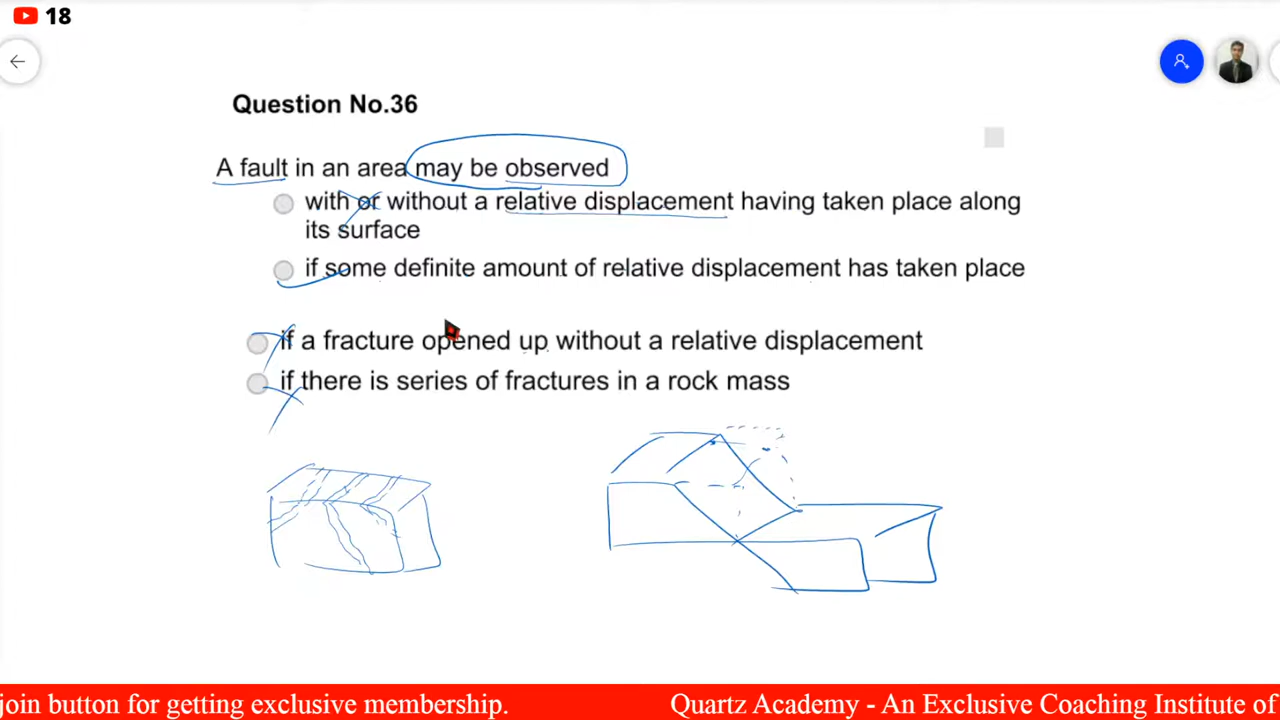 18
Question No.36
A fault in an area may be observed
with or without a relative displacement having taken place along
its surface
if some definite amount of relative displacement has taken place
if a fracture opened up without a relative displacement
if there is series of fractures in a rock mass
join button for getting exclusive membership. Quartz Academy - An Exclusive Coaching Institute of